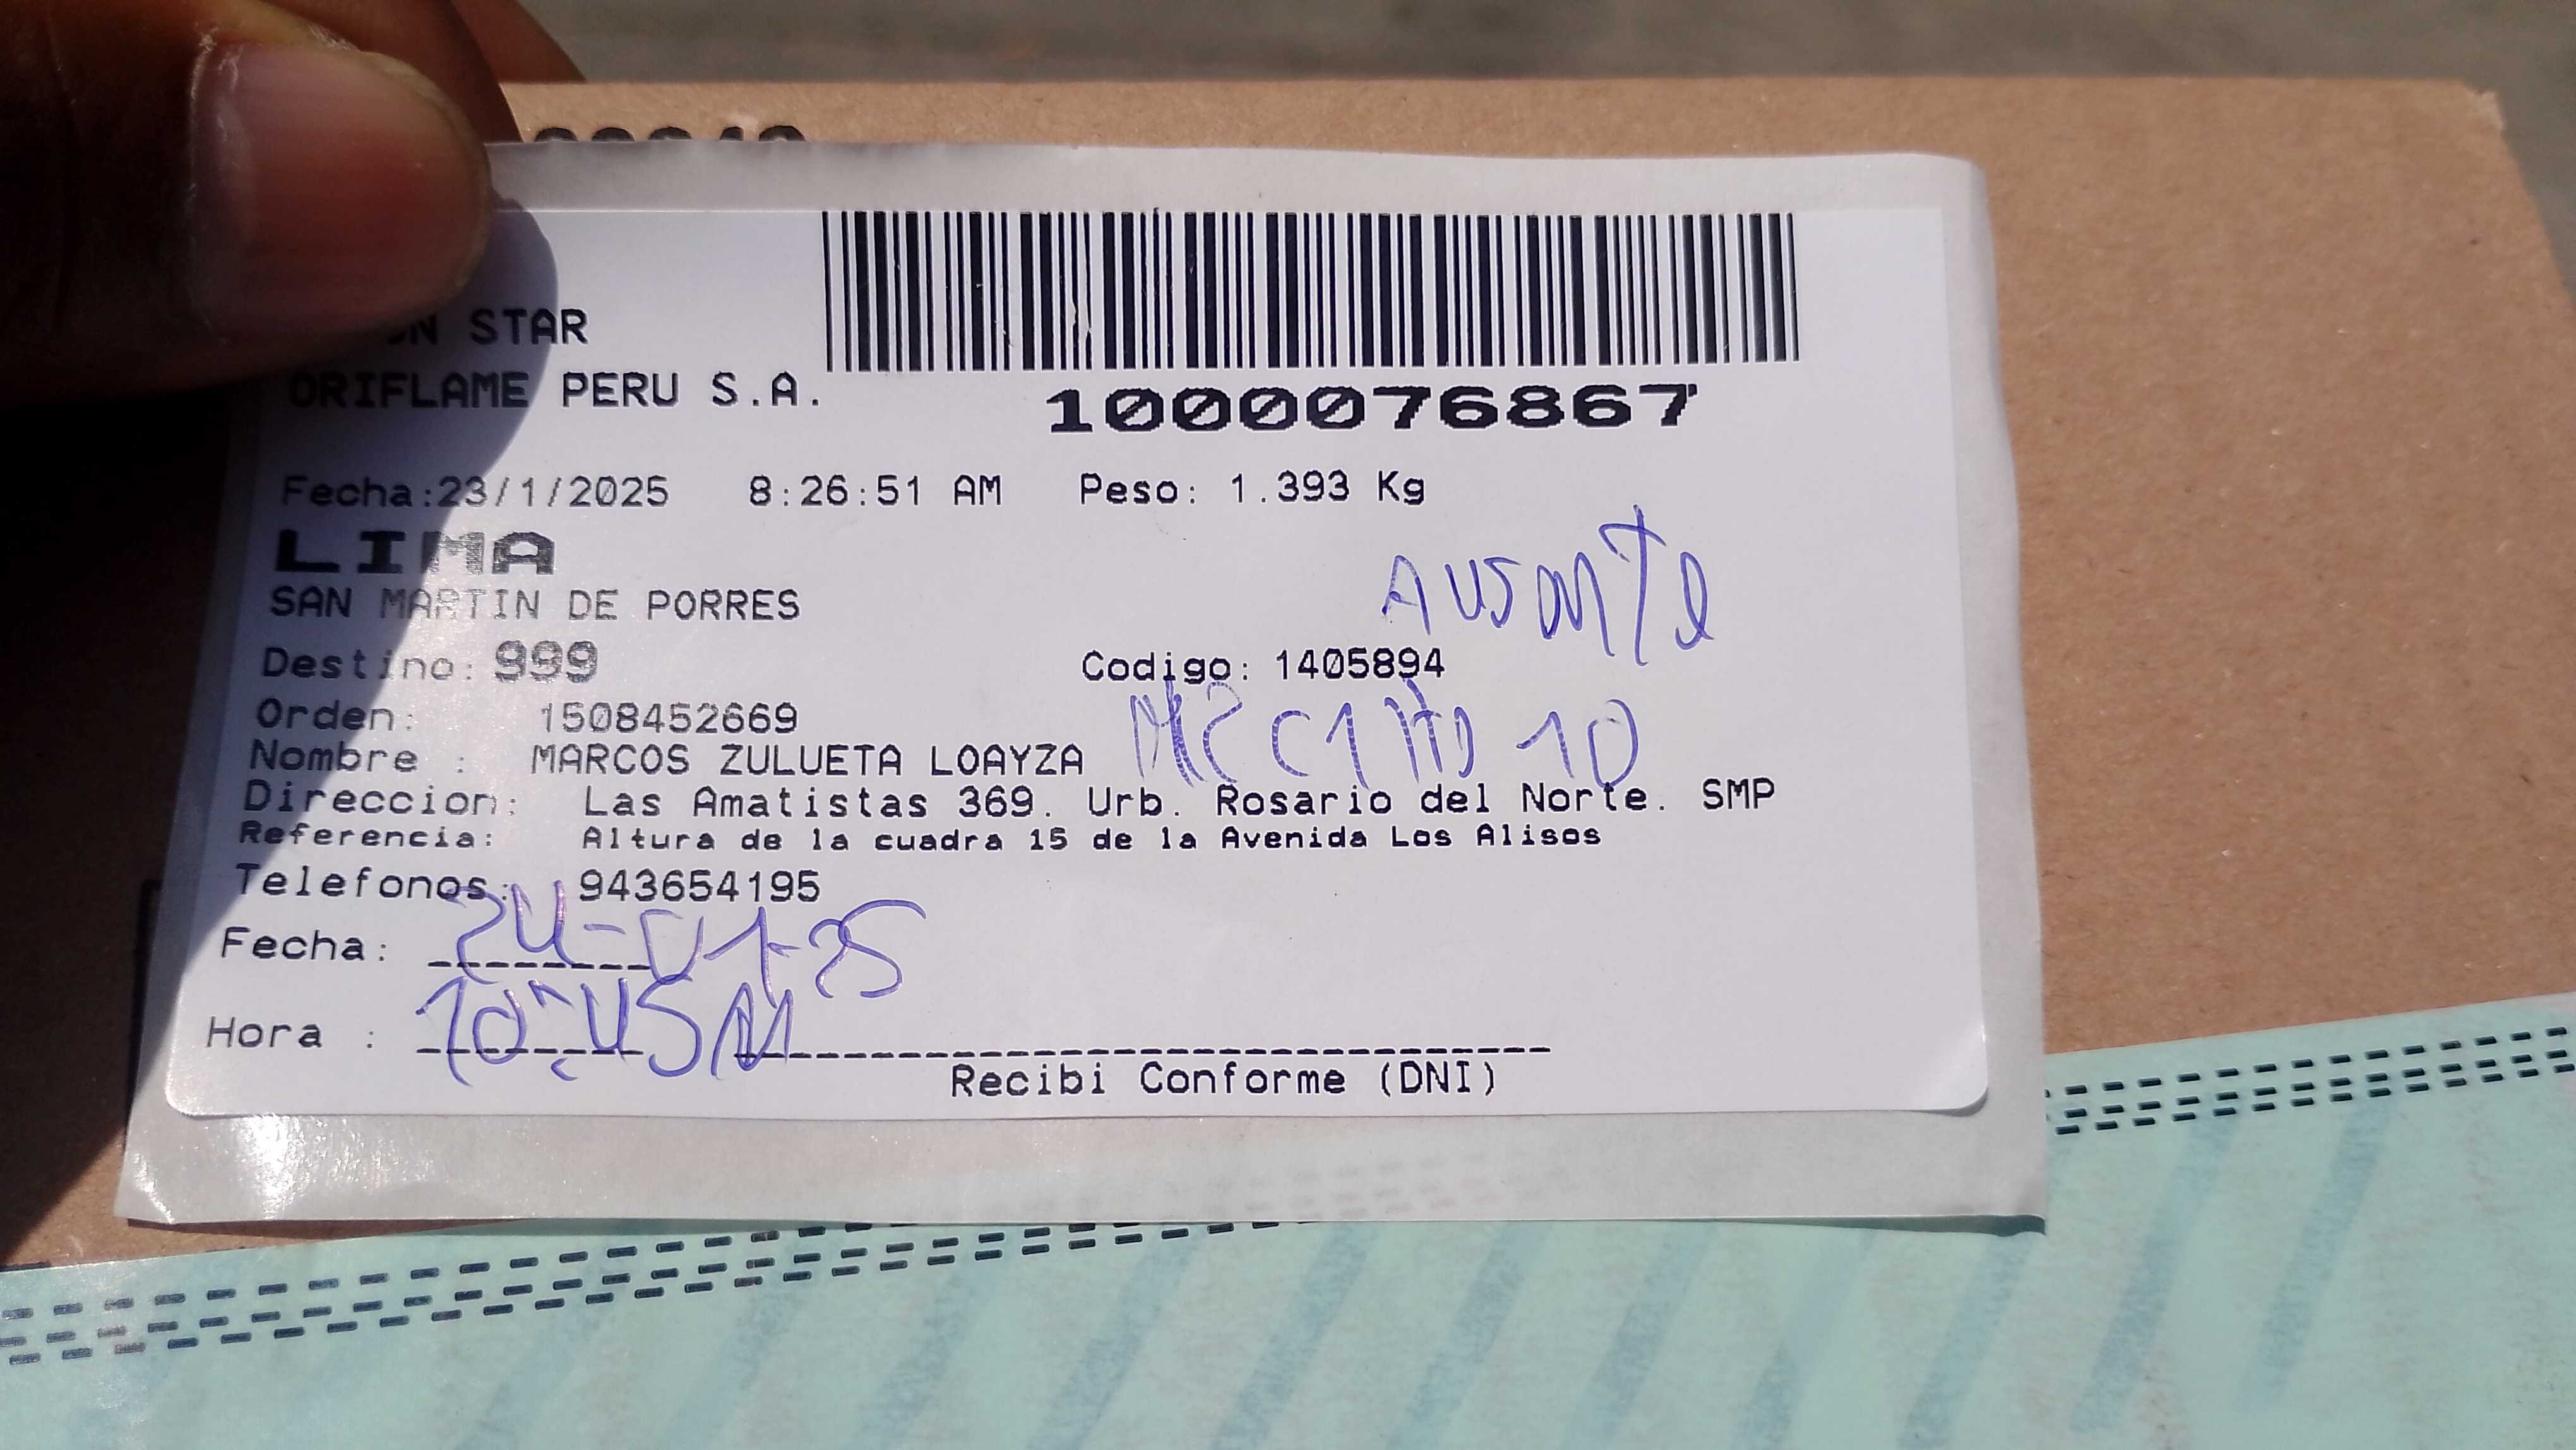 STAR
ORIFLAME PERU S.A.
1000076867
Fecha:23/1/2025 8:26:51 AM Peso: 1.393 Kg
LIMA
AUSENTE
SAN MARTIN DE PORRES
Destino: 999 Codigo: 1405894
Orden: 1508452669
Nombre : MARCOS ZULUETA LOAYZA
Direccion: Las Amatistas 369. Urb. Rosario del Norte. SMP
Referencia: Altura de la cuadra 15 de la Avenida Los Alisos
Telefonos: 943654195
Fecha: 24-01-25
Hora : 10:45
Recibi Conforme (DNI)